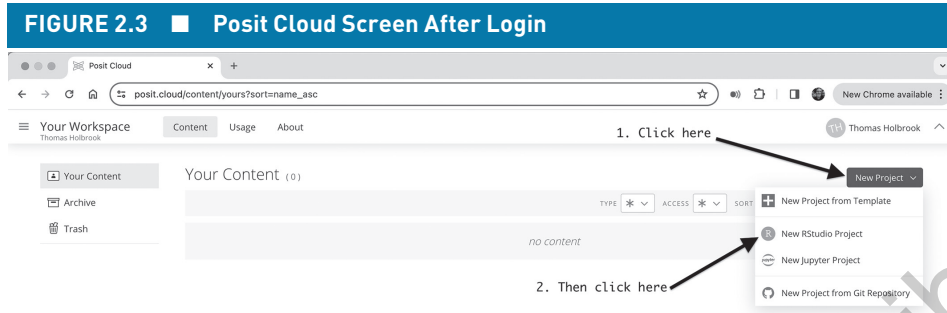 FIGURE 2.3 ■ Posit Cloud Screen After Login
Posit Cloud × +
posit.cloud/content/yours?sort=name_asc
New Chrome available
Your Workspace
Thomas Holbrook
Content Usage About
1. Click here
TH Thomas Holbrook
Your Content
Your Content (0)
New Project
Archive
TYPE * ACCESS * SORT
New Project from Template
Trash
no content
R New RStudio Project
New Jupyter Project
2. Then click here
New Project from Git Repository